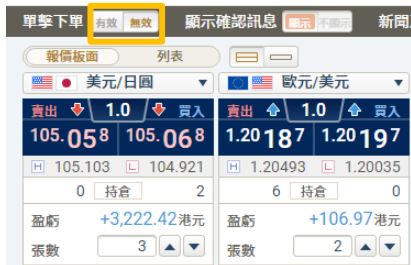 單擊下單 有效 無效 顯示確認訊息 顯示 不顯示 新聞
報價板面 列表
美元/日圓 歐元/美元
賣出 1.0 買入 賣出 1.0 買入
105.058 105.068 1.20187 1.20197
H 105.103 L 104.921 H 1.20493 L 1.20035
0 持倉 2 6 持倉 0
盈虧 +3,222.42港元 盈虧 +106.97港元
張數 3 張數 2